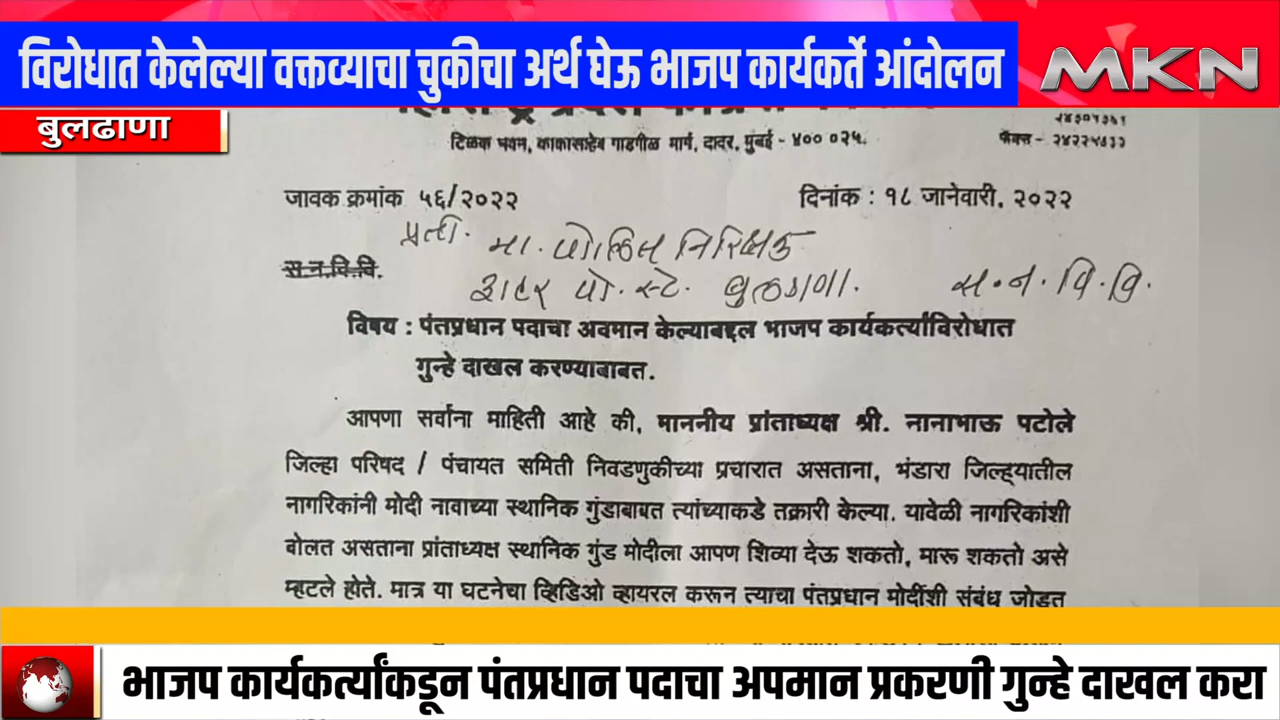 विरोधात केलेल्या वक्तव्याचा चुकीचा अर्थ घेऊ भाजप कार्यकर्ते आंदोलन
MKN
बुलढाणा
टिळक भवन, काकासाहेब गाडगीळ मार्ग, दादर, मुंबई - ४०० ०२५.
फॅक्स -
जावक क्रमांक ५६/२०२२
दिनांक : १८ जानेवारी, २०२२
प्रती. मा. पोलिस निरिक्षक
स.न.वि.वि.
शहर पो. स्टे. बुलडाणा. स. न. वि. वि.
विषय : पंतप्रधान पदाचा अवमान केल्याबद्दल भाजप कार्यकर्त्यांविरोधात
गुन्हे दाखल करण्याबाबत.
आपणा सर्वांना माहिती आहे की, माननीय प्रांताध्यक्ष श्री. नानाभाऊ पटोले
जिल्हा परिषद / पंचायत समिती निवडणुकीच्या प्रचारात असताना, भंडारा जिल्ह्यातील
नागरिकांनी मोदी नावाच्या स्थानिक गुंडाबाबत त्यांच्याकडे तक्रारी केल्या. यावेळी नागरिकांशी
बोलत असताना प्रांताध्यक्ष स्थानिक गुंड मोदीला आपण शिव्या देऊ शकतो, मारू शकतो असे
म्हटले होते. मात्र या घटनेचा व्हिडिओ व्हायरल करून त्याचा पंतप्रधान मोदींशी संबंध जोडत
भाजप कार्यकर्त्यांकडून पंतप्रधान पदाचा अपमान प्रकरणी गुन्हे दाखल करा